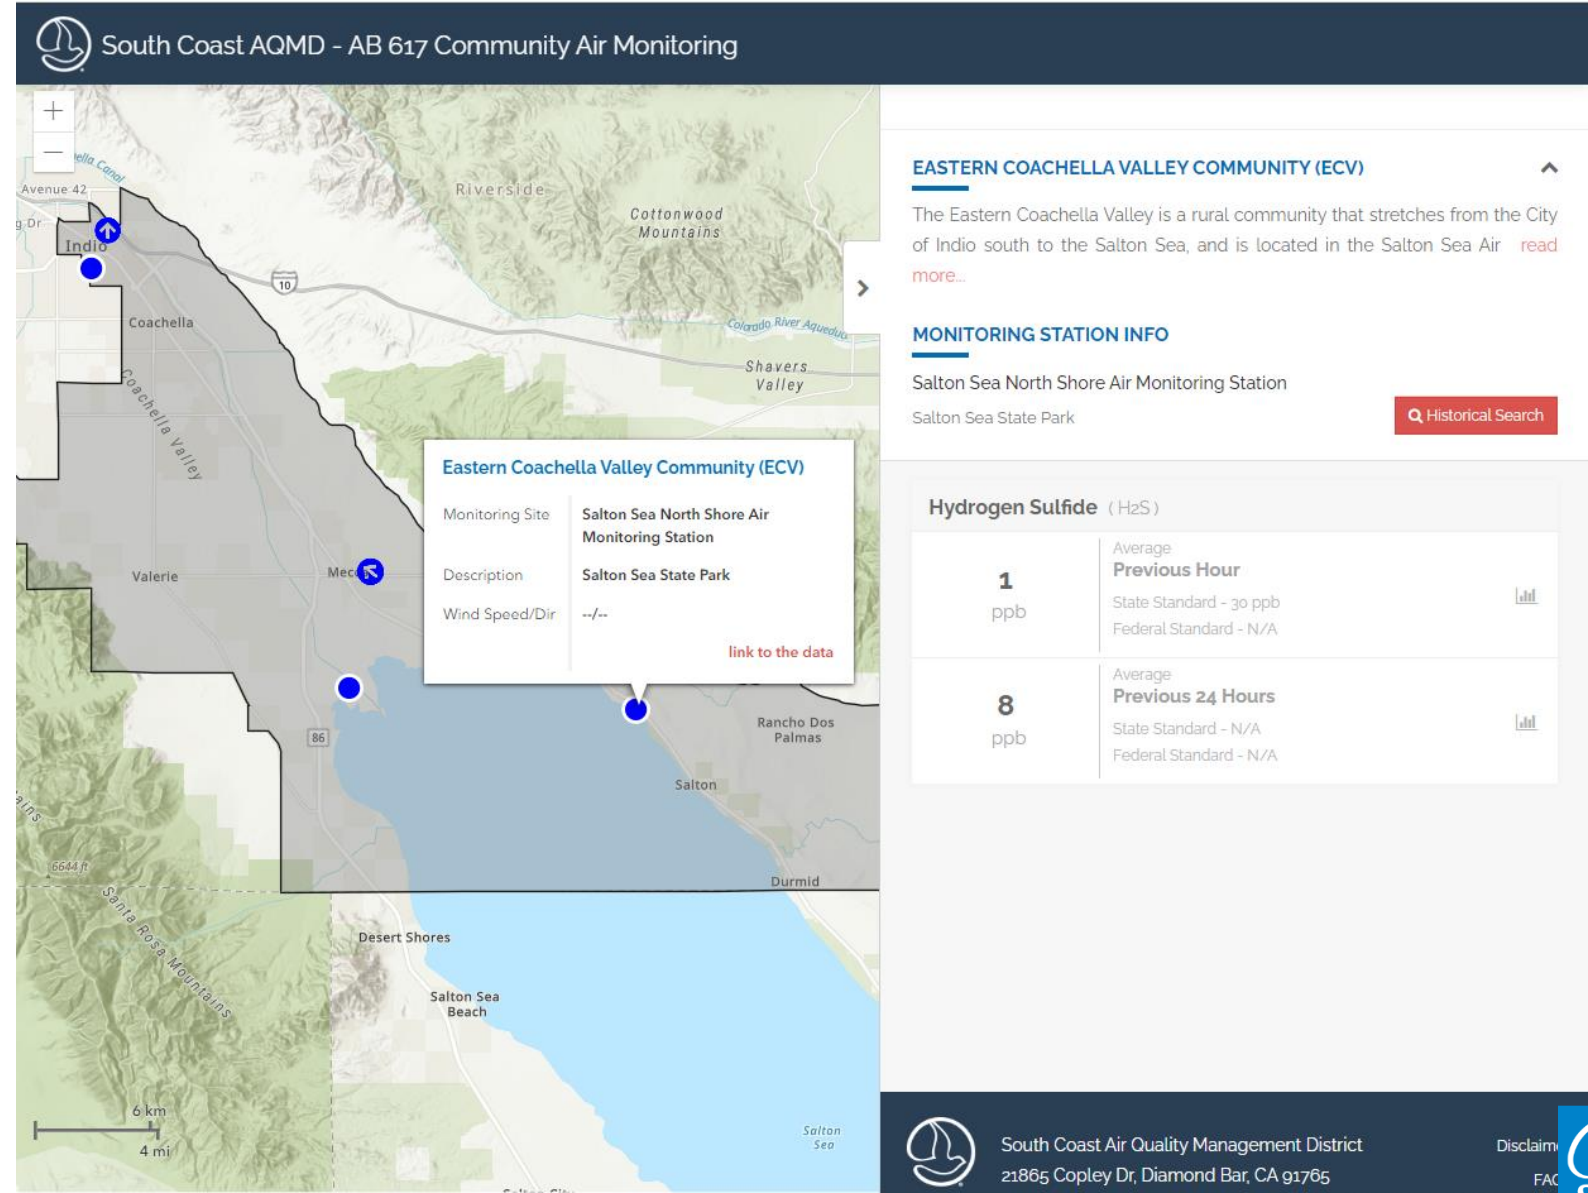 South Coast AQMD - AB 617 Community Air Monitoring
+
−
Avenue 42
Indio
Coachella
Coachella Valley
Riverside
Cottonwood
Mountains
10
Colorado River Aqueduc
Shavers
Valley
Valerie
86
Rancho Dos
Palmas
Salton
Durmid
6644 ft
Santa Rosa Mountains
Desert Shores
Salton Sea
Beach
Salton
Sea
6 km
4 mi
Eastern Coachella Valley Community (ECV)
Monitoring Site Salton Sea North Shore Air
Monitoring Station
Description Salton Sea State Park
Wind Speed/Dir --/--
link to the data
EASTERN COACHELLA VALLEY COMMUNITY (ECV)
The Eastern Coachella Valley is a rural community that stretches from the City
of Indio south to the Salton Sea, and is located in the Salton Sea Air read
more...
MONITORING STATION INFO
Salton Sea North Shore Air Monitoring Station
Salton Sea State Park
Historical Search
Hydrogen Sulfide ( H2S )
1
ppb
Average
Previous Hour
State Standard - 30 ppb
Federal Standard - N/A
8
ppb
Average
Previous 24 Hours
State Standard - N/A
Federal Standard - N/A
South Coast Air Quality Management District
21865 Copley Dr, Diamond Bar, CA 91765
Disclaim
FAQ